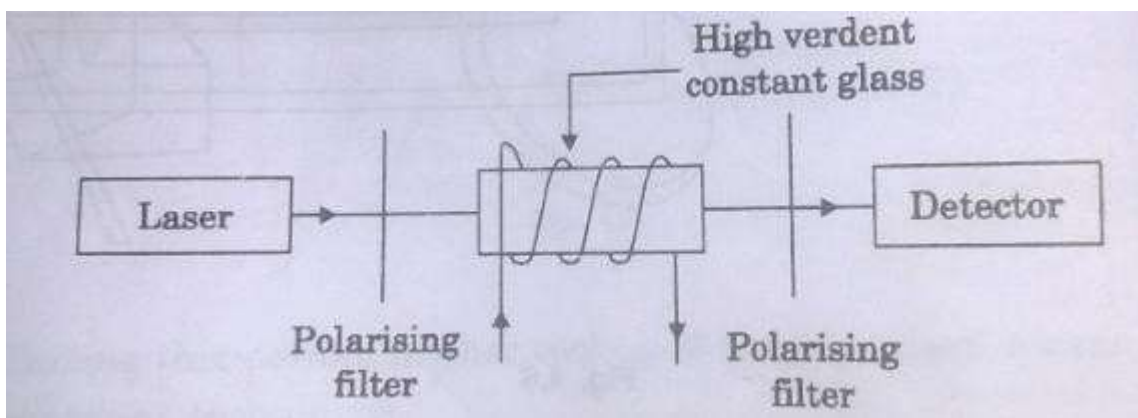 High verdent
constant glass
Laser
Detector
Polarising
filter
Polarising
filter